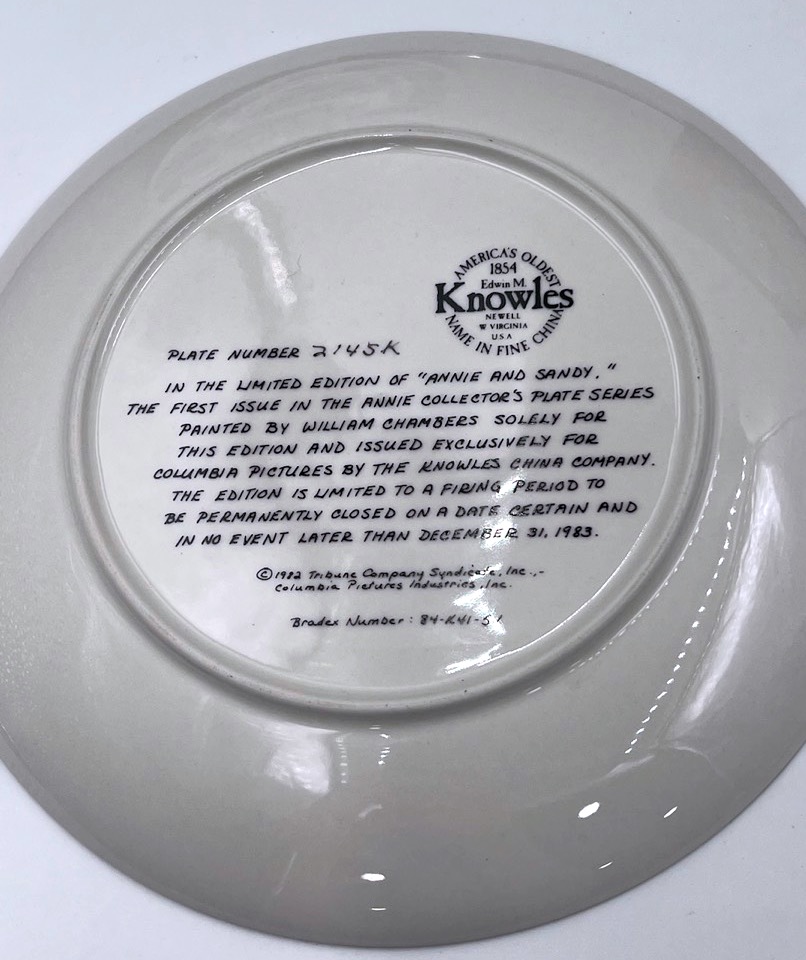 AMERICA'S OLDEST
1854
Edwin M.
Knowles
NEWELL
W VIRGINIA
U S A
NAME IN FINE CHINA
PLATE NUMBER 2145K
IN THE LIMITED EDITION OF "ANNIE AND SANDY."
THE FIRST ISSUE IN THE ANNIE COLLECTOR'S PLATE SERIES
PAINTED BY WILLIAM CHAMBERS SOLELY FOR
THIS EDITION AND ISSUED EXCLUSIVELY FOR
COLUMBIA PICTURES BY THE KNOWLES CHINA COMPANY.
THE EDITION IS LIMITED TO A FIRING PERIOD TO
BE PERMANENTLY CLOSED ON A DATE CERTAIN AND
IN NO EVENT LATER THAN DECEMBER 31, 1983.
©1982 Tribune Company Syndicate, Inc.,-
Columbia Pictures Industries, Inc.
Bradex Number: